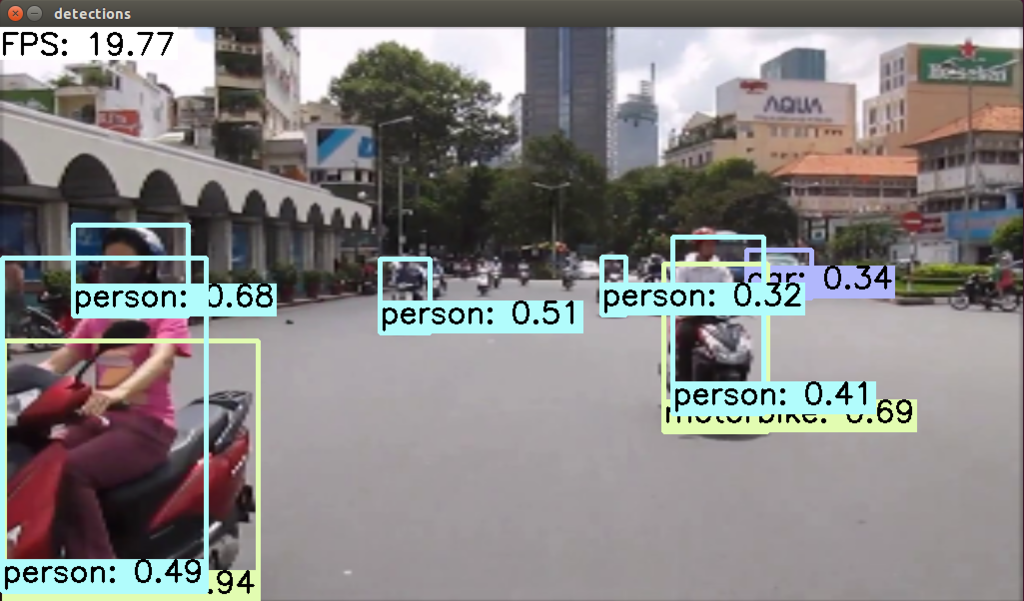 detections
FPS: 19.77
AQUA
car: 0.34
person: 0.68
person: 0.32
person: 0.51
person: 0.41
motorbike: 0.69
person: 0.49
.94